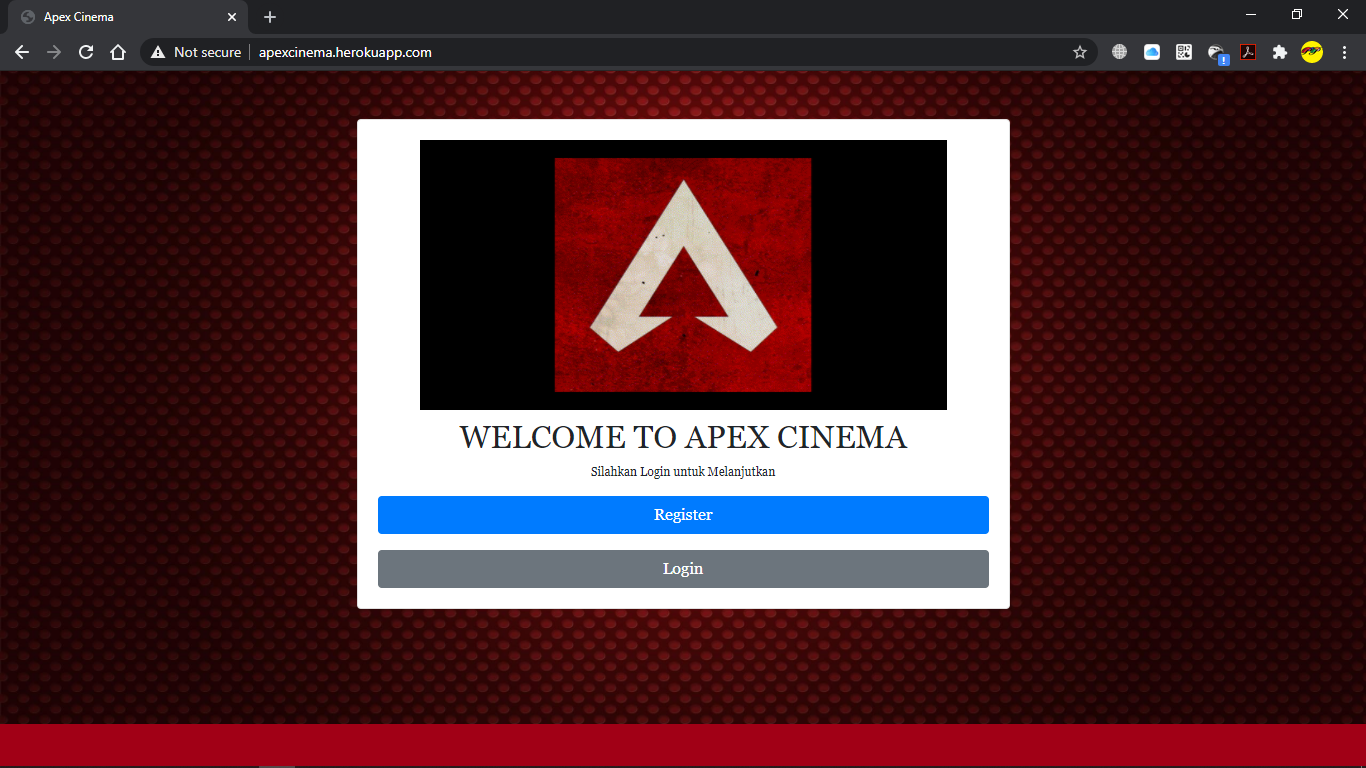 Apex Cinema
Not secure apexcinema.herokuapp.com
WELCOME TO APEX CINEMA
Silahkan Login untuk Melanjutkan
Register
Login